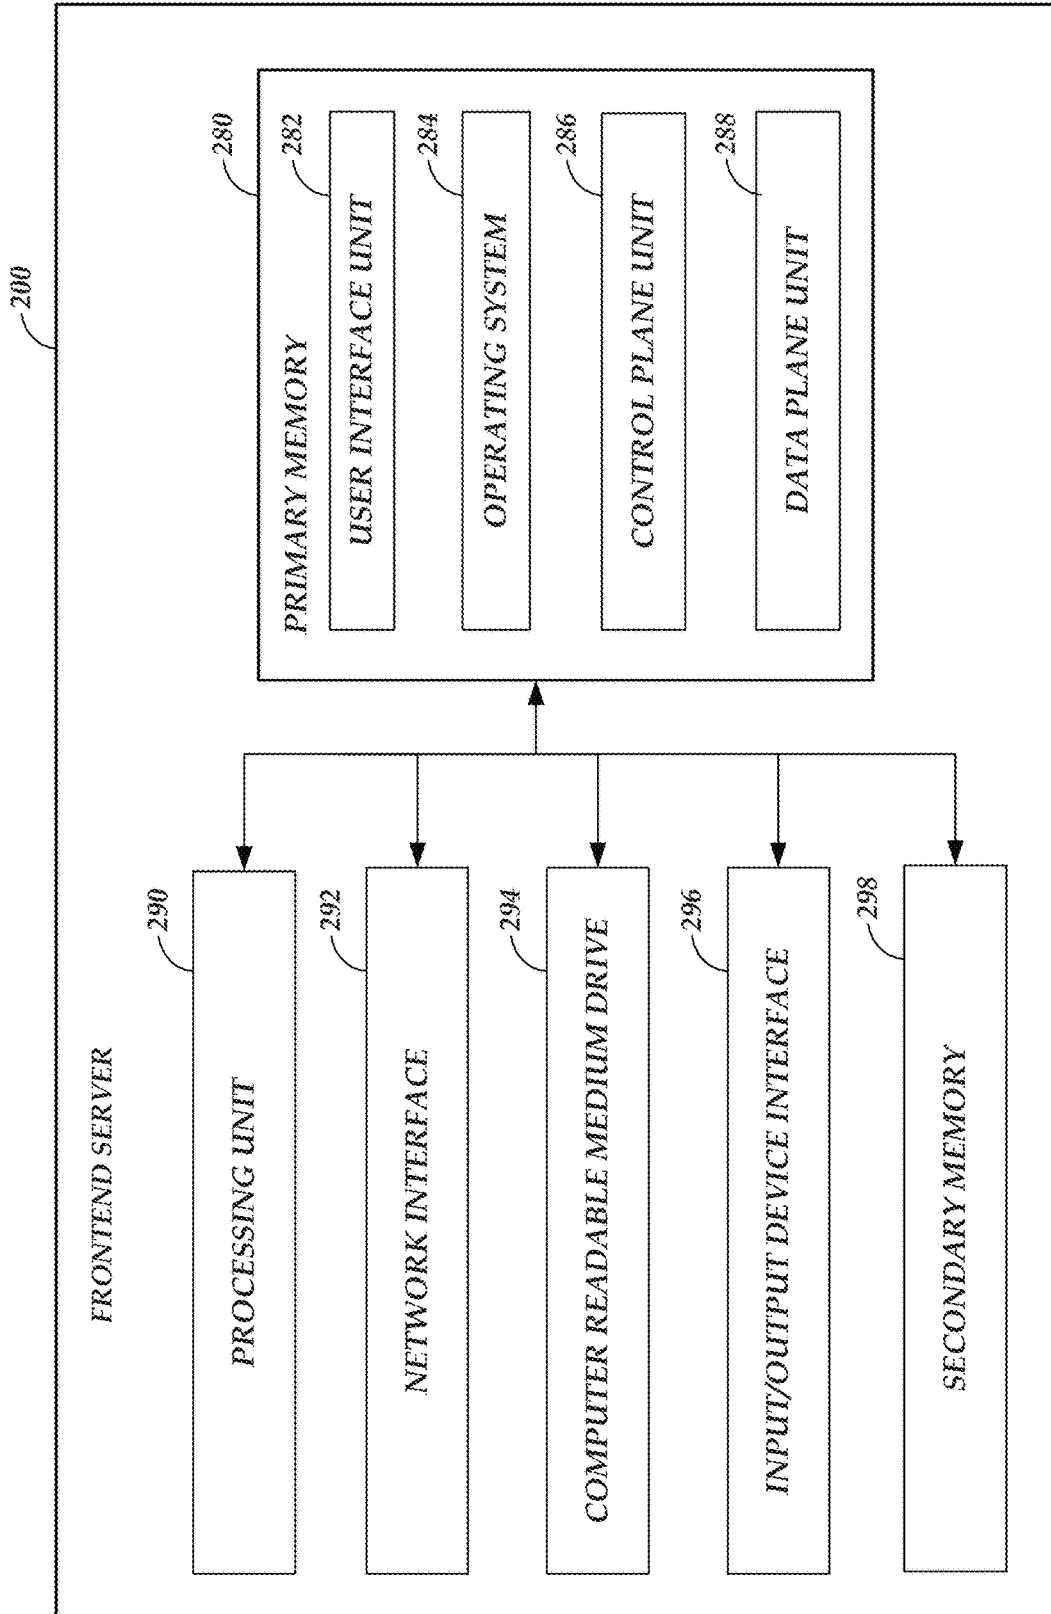 200
FRONTEND SERVER
290
PROCESSING UNIT
292
NETWORK INTERFACE
294
COMPUTER READABLE MEDIUM DRIVE
296
INPUT/OUTPUT DEVICE INTERFACE
298
SECONDARY MEMORY
280
PRIMARY MEMORY
282
USER INTERFACE UNIT
284
OPERATING SYSTEM
286
CONTROL PLANE UNIT
288
DATA PLANE UNIT